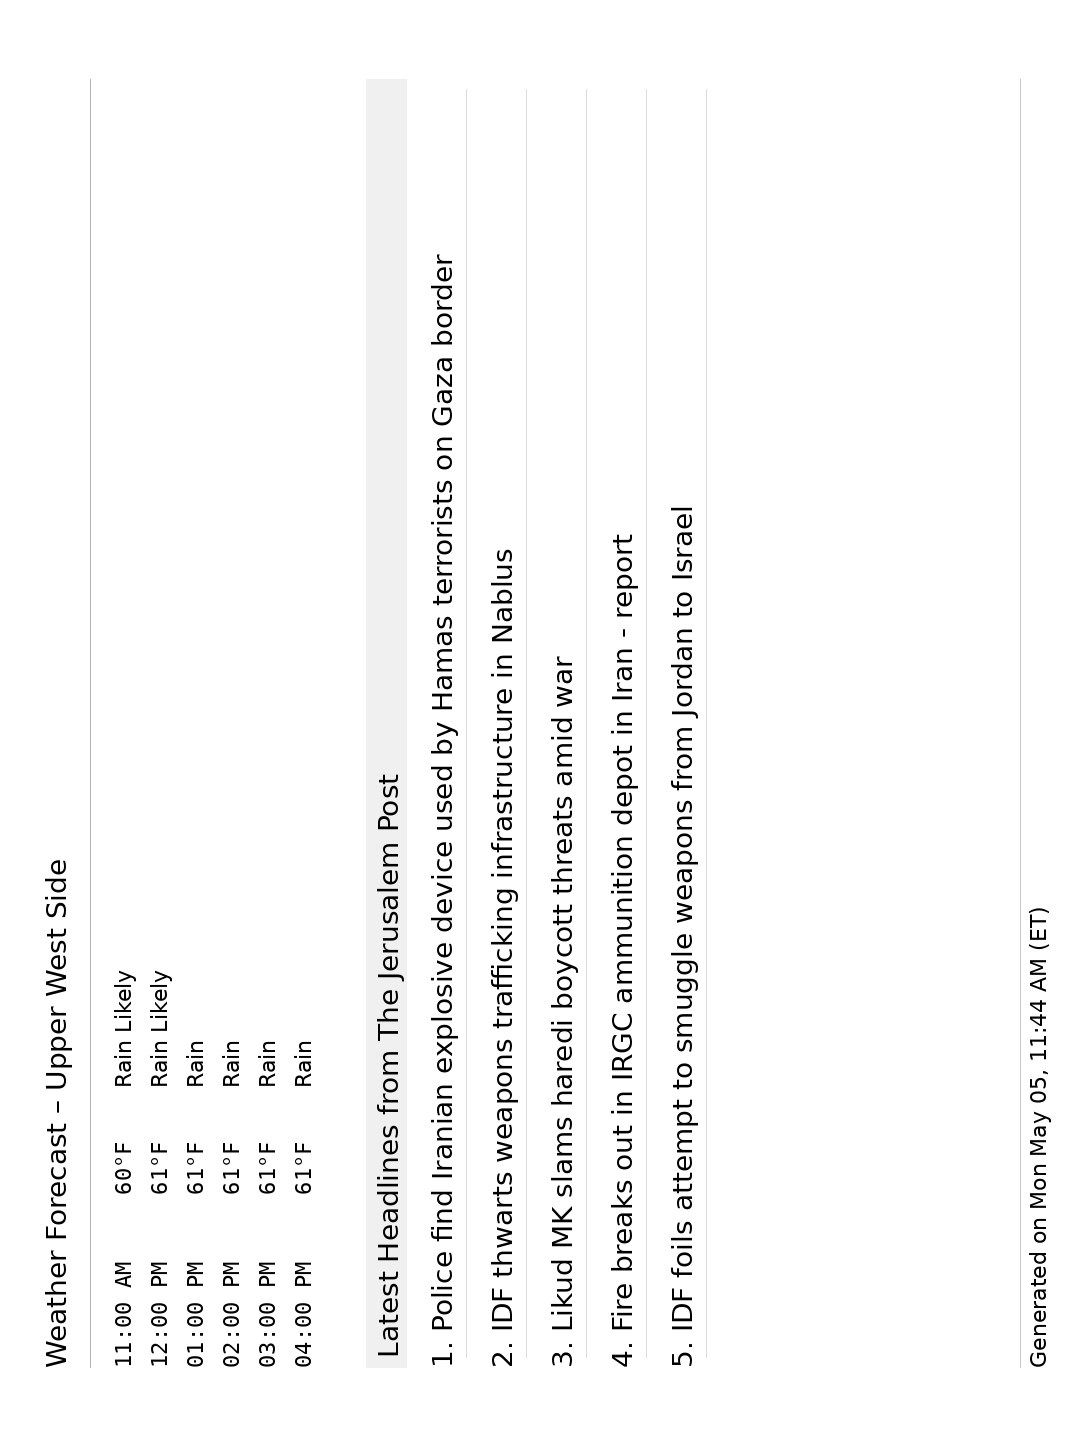 Weather Forecast – Upper West Side
11:00 AM 60°F Rain Likely
12:00 PM 61°F Rain Likely
01:00 PM 61°F Rain
02:00 PM 61°F Rain
03:00 PM 61°F Rain
04:00 PM 61°F Rain
Latest Headlines from The Jerusalem Post
1. Police find Iranian explosive device used by Hamas terrorists on Gaza border
2. IDF thwarts weapons trafficking infrastructure in Nablus
3. Likud MK slams haredi boycott threats amid war
4. Fire breaks out in IRGC ammunition depot in Iran - report
5. IDF foils attempt to smuggle weapons from Jordan to Israel
Generated on Mon May 05, 11:44 AM (ET)